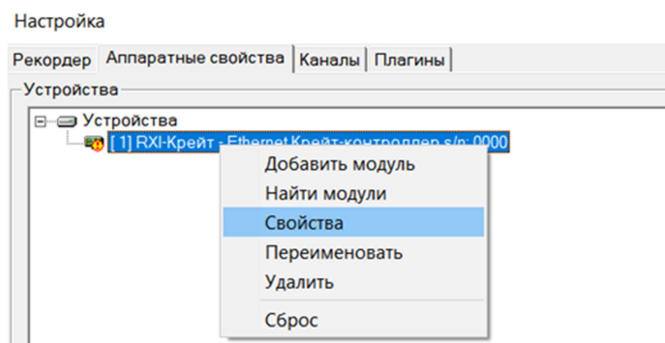 Настройка
Рекордер Аппаратные свойства Каналы Плагины
Устройства
Устройства
[ 1] RXI-Крейт - Ethernet Крейт-контроллер s/n: 0000
Добавить модуль
Найти модули
Свойства
Переименовать
Удалить
Сброс